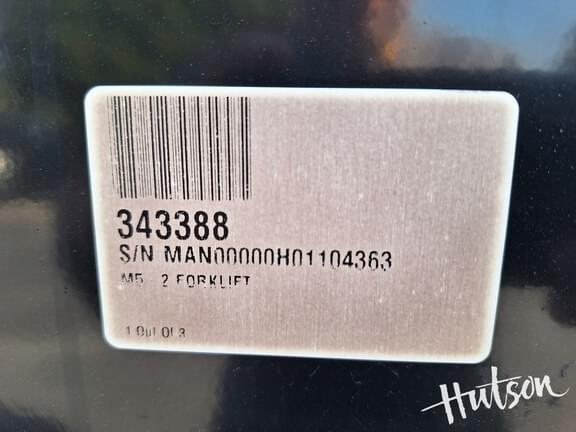 343388
S/N MAN00000H01104363
M5 2 FORKLIFT
1 Out Of 3
Hutson